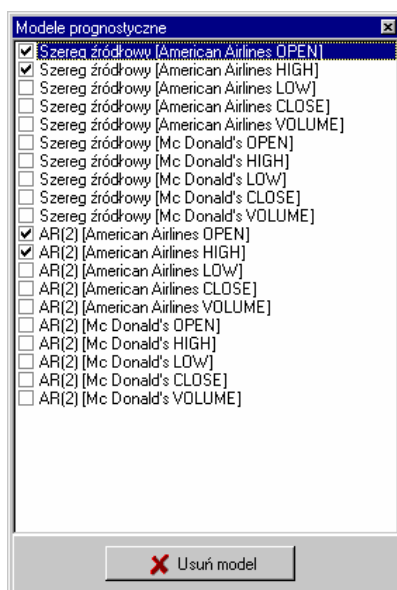 Modele prognostyczne
Szereg źródłowy [American Airlines OPEN]
Szereg źródłowy [American Airlines HIGH]
Szereg źródłowy [American Airlines LOW]
Szereg źródłowy [American Airlines CLOSE]
Szereg źródłowy [American Airlines VOLUME]
Szereg źródłowy [Mc Donald's OPEN]
Szereg źródłowy [Mc Donald's HIGH]
Szereg źródłowy [Mc Donald's LOW]
Szereg źródłowy [Mc Donald's CLOSE]
Szereg źródłowy [Mc Donald's VOLUME]
AR(2) [American Airlines OPEN]
AR(2) [American Airlines HIGH]
AR(2) [American Airlines LOW]
AR(2) [American Airlines CLOSE]
AR(2) [American Airlines VOLUME]
AR(2) [Mc Donald's OPEN]
AR(2) [Mc Donald's HIGH]
AR(2) [Mc Donald's LOW]
AR(2) [Mc Donald's CLOSE]
AR(2) [Mc Donald's VOLUME]
Usuń model